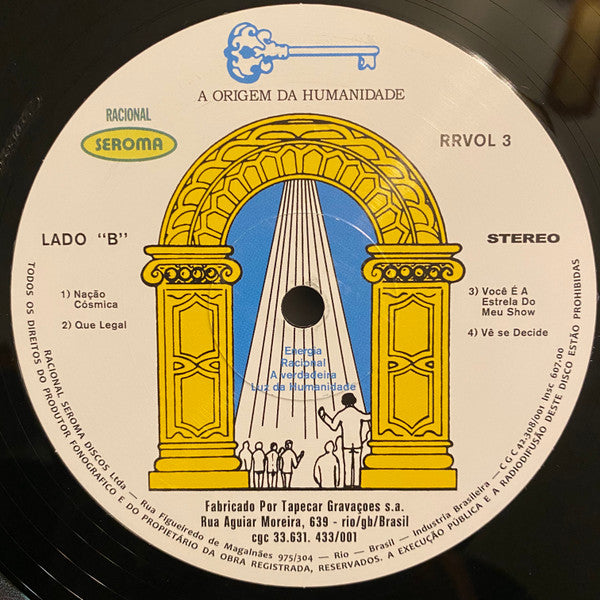 A ORIGEM DA HUMANIDADE
RACIONAL
SEROMA
RRVOL 3
LADO "B"
STEREO
1) Nação
Cósmica
2) Que Legal
3) Você É A
Estrela Do
Meu Show
4) Vê se Decide
Energia
Racional
A verdadeira
Luz da Humanidade
Fabricado Por Tapecar Gravaçoes s.a.
Rua Aguiar Moreira, 639 - rio/gb/Brasil
cgc 33.631. 433/001
RACIONAL SEROMA DISCOS Ltda — Rua Figueiredo de Magalnães 975/304 — Rio — Brasil — Industria Brasileira — C G C 42-308/001 Insc 607.00
TODOS OS DIREITOS DO PRODUTOR FONOGRAFICO E DO PROPIETÁRIO DA OBRA REGISTRADA, RESERVADOS. A EXECUÇÃO PÚBLICA E A RADIODIFUSÃO DESTE DISCO ESTÃO PROHIBIDAS